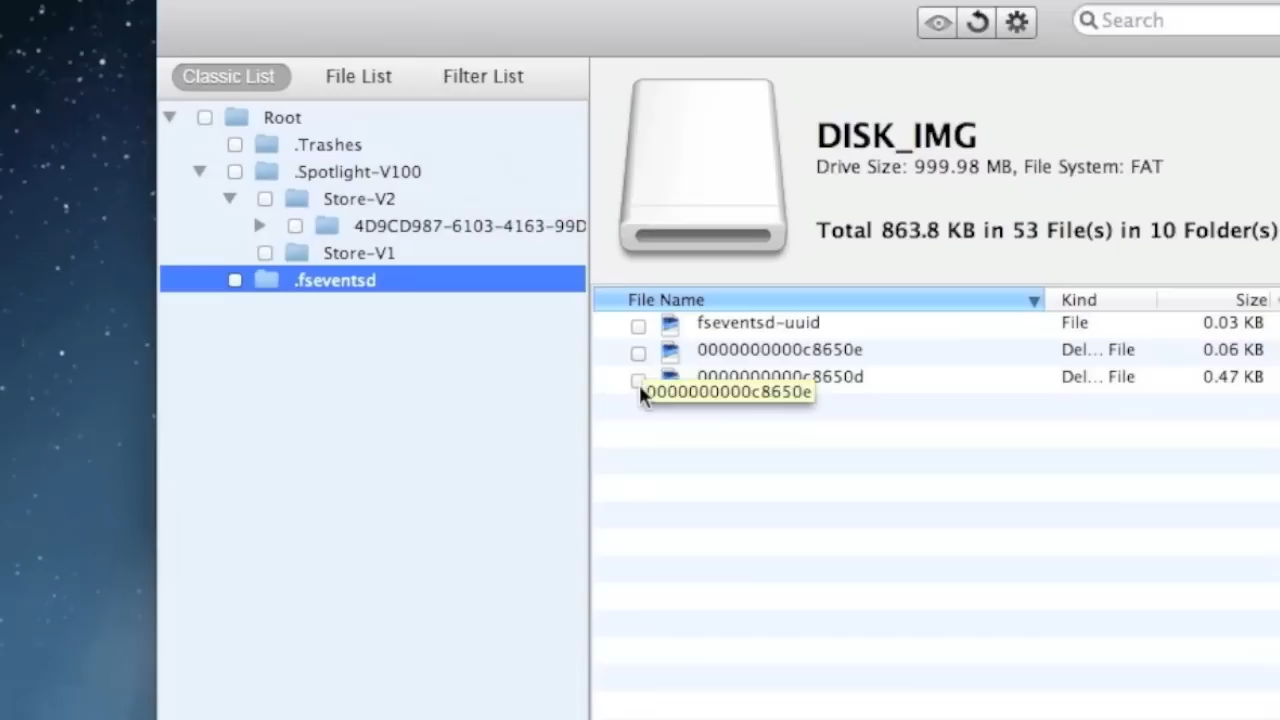 Search
Classic List File List Filter List
Root
.Trashes
.Spotlight-V100
Store-V2
4D9CD987-6103-4163-99D
Store-V1
.fseventsd
DISK_IMG
Drive Size: 999.98 MB, File System: FAT
Total 863.8 KB in 53 File(s) in 10 Folder(s)
File Name Kind Size
fseventsd-uuid File 0.03 KB
0000000000c8650e Del... File 0.06 KB
0000000000c8650d Del... File 0.47 KB
0000000000c8650e